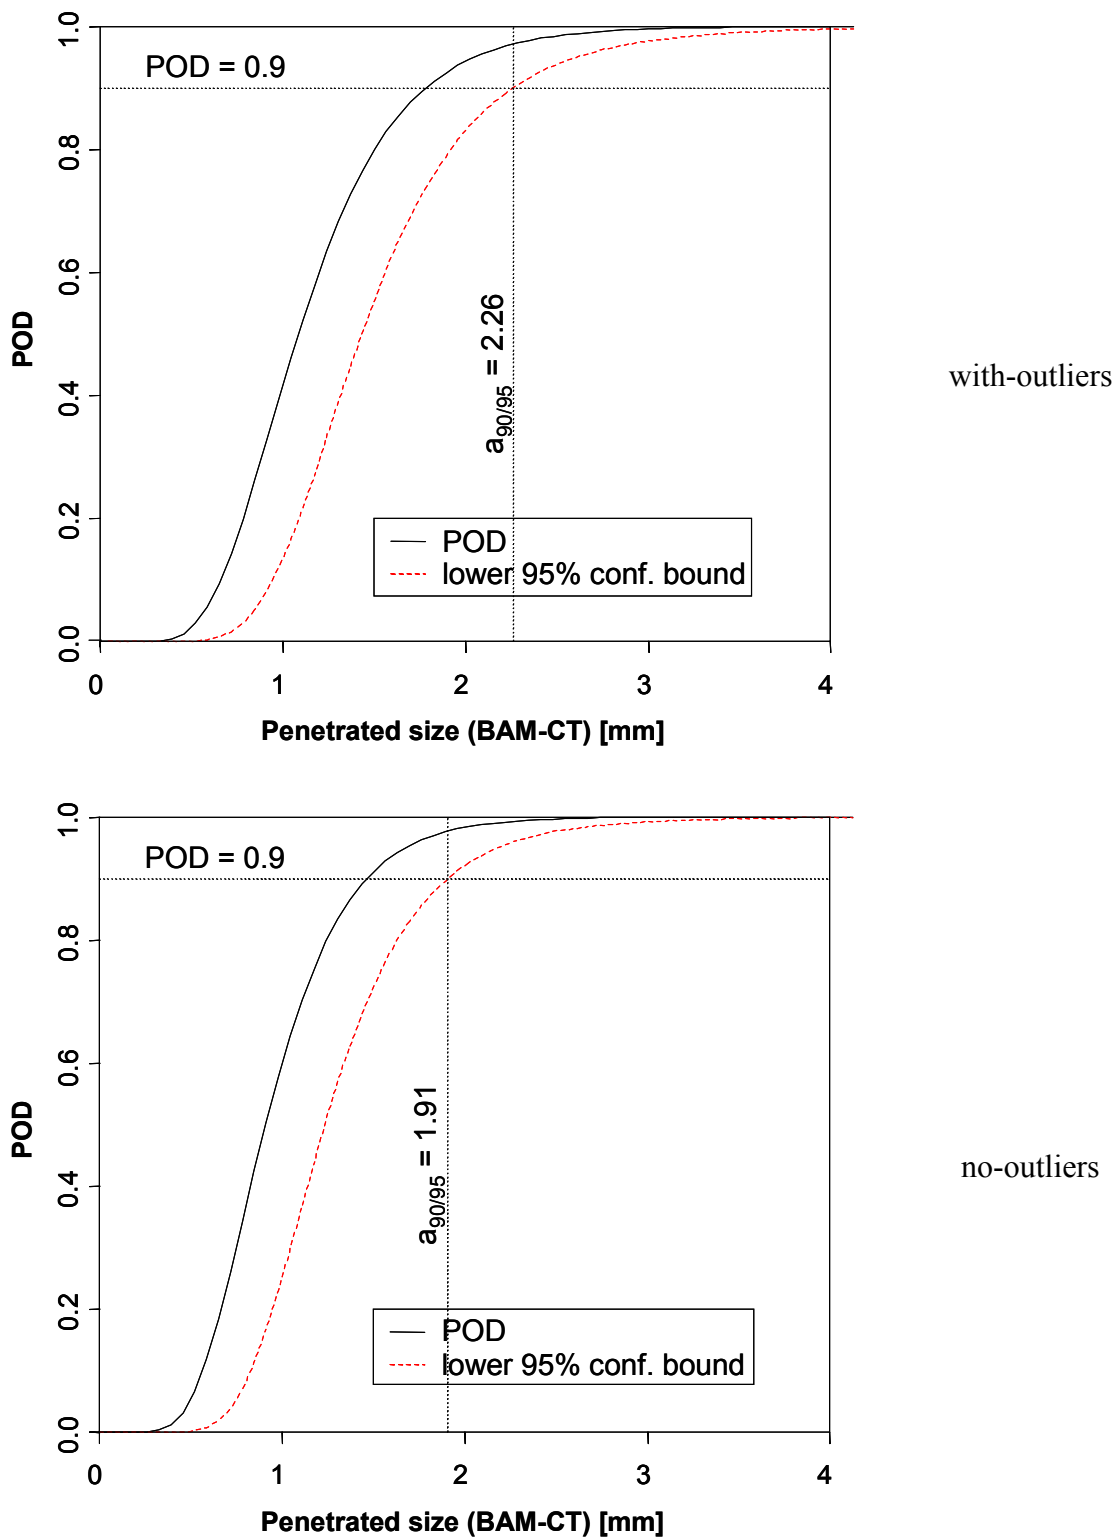 1.0
POD = 0.9
0.8
0.6
POD
a90/95 = 2.26
with-outliers
0.4
0.2
POD
lower 95% conf. bound
0.0
0 1 2 3 4
Penetrated size (BAM-CT) [mm]
1.0
POD = 0.9
0.8
0.6
POD
a90/95 = 1.91
no-outliers
0.4
0.2
POD
lower 95% conf. bound
0.0
0 1 2 3 4
Penetrated size (BAM-CT) [mm]